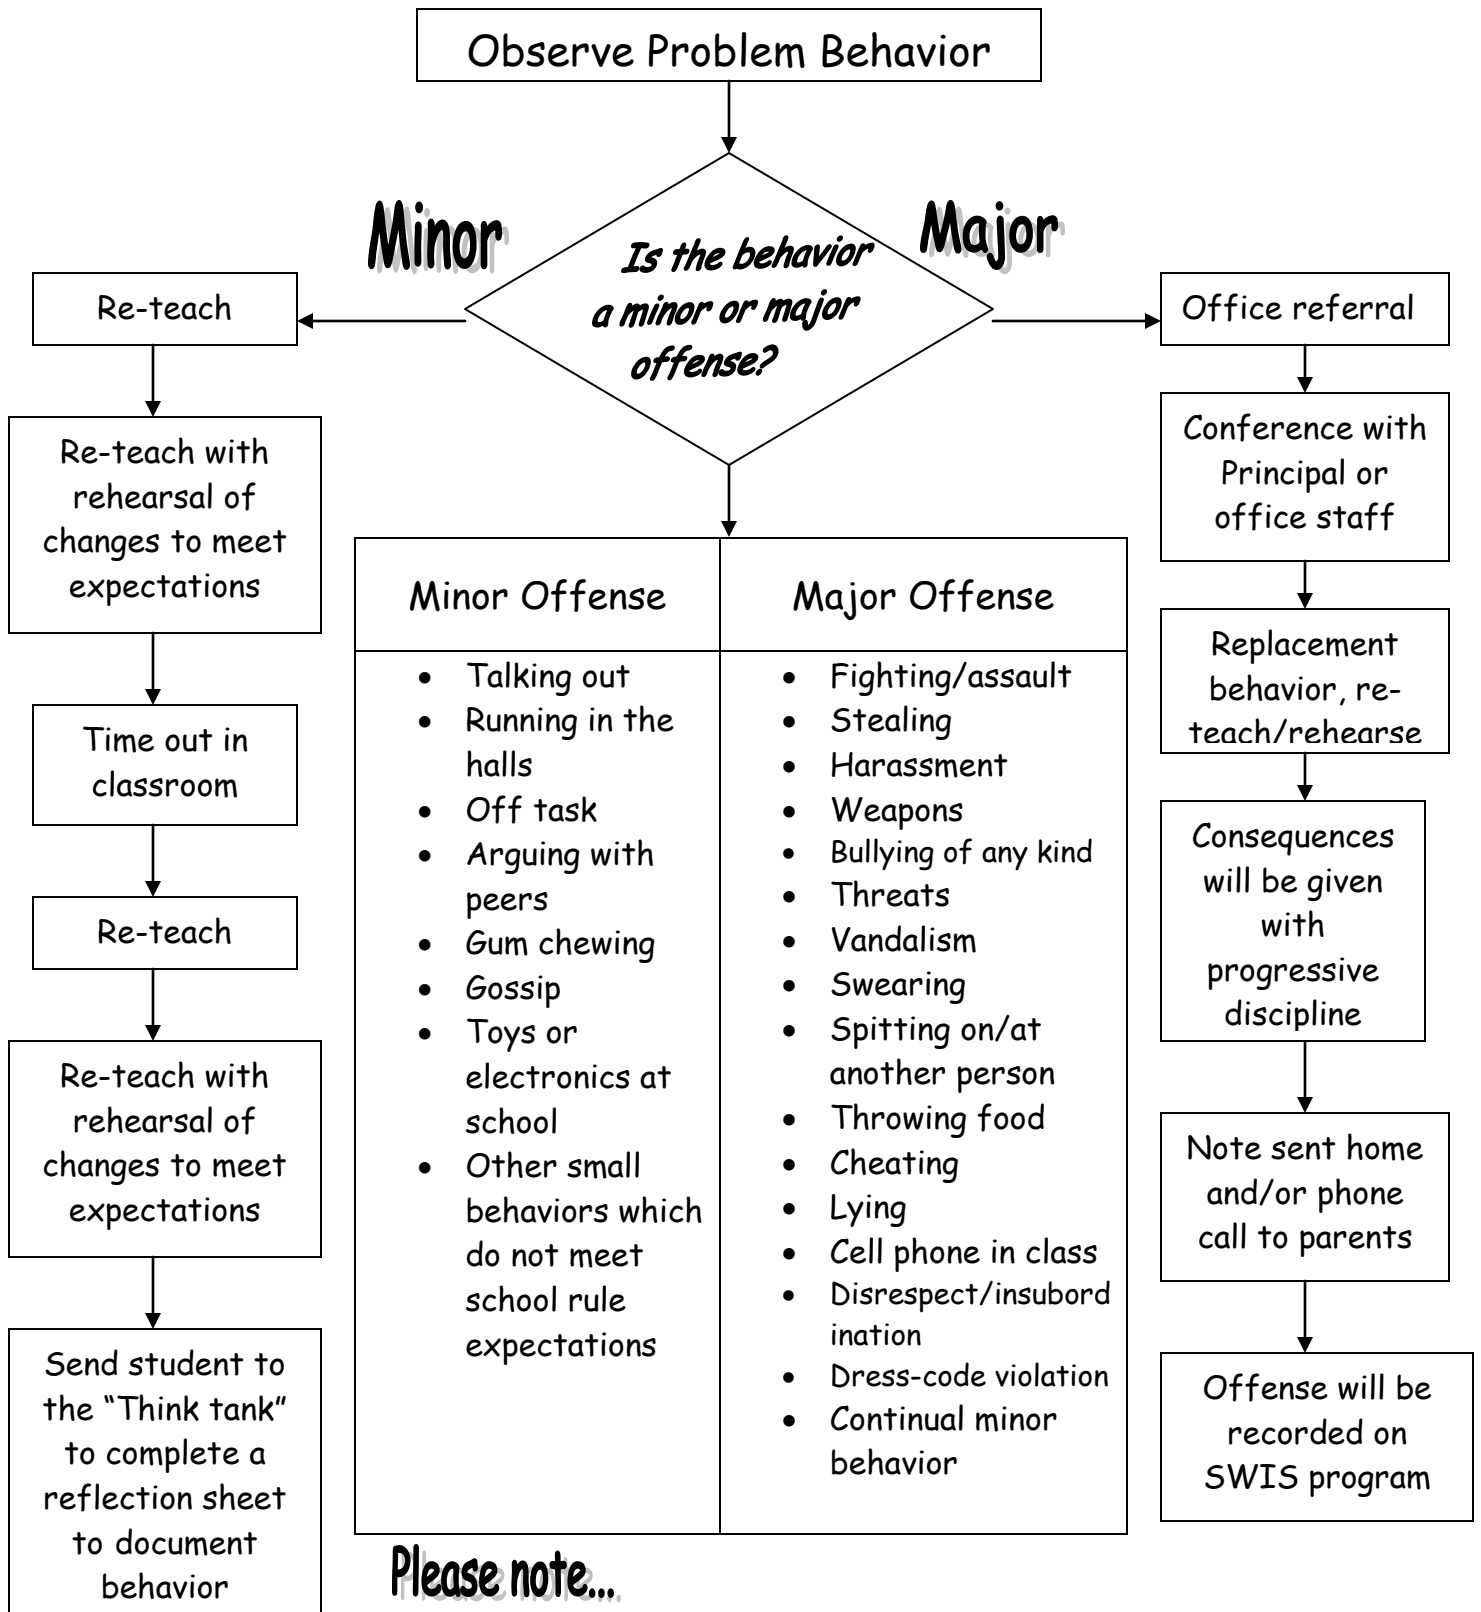 Observe Problem Behavior
Minor
Major
Is the behavior
a minor or major
offense?
Re-teach
Re-teach with
rehearsal of
changes to meet
expectations
Time out in
classroom
Re-teach
Re-teach with
rehearsal of
changes to meet
expectations
Send student to
the “Think tank”
to complete a
reflection sheet
to document
behavior
Minor Offense
• Talking out
• Running in the
halls
• Off task
• Arguing with
peers
• Gum chewing
• Gossip
• Toys or
electronics at
school
• Other small
behaviors which
do not meet
school rule
expectations
Major Offense
• Fighting/assault
• Stealing
• Harassment
• Weapons
• Bullying of any kind
• Threats
• Vandalism
• Swearing
• Spitting on/at
another person
• Throwing food
• Cheating
• Lying
• Cell phone in class
• Disrespect/insubord
ination
• Dress-code violation
• Continual minor
behavior
Office referral
Conference with
Principal or
office staff
Replacement
behavior, re-
teach/rehearse
Consequences
will be given
with
progressive
discipline
Note sent home
and/or phone
call to parents
Offense will be
recorded on
SWIS program
Please note...